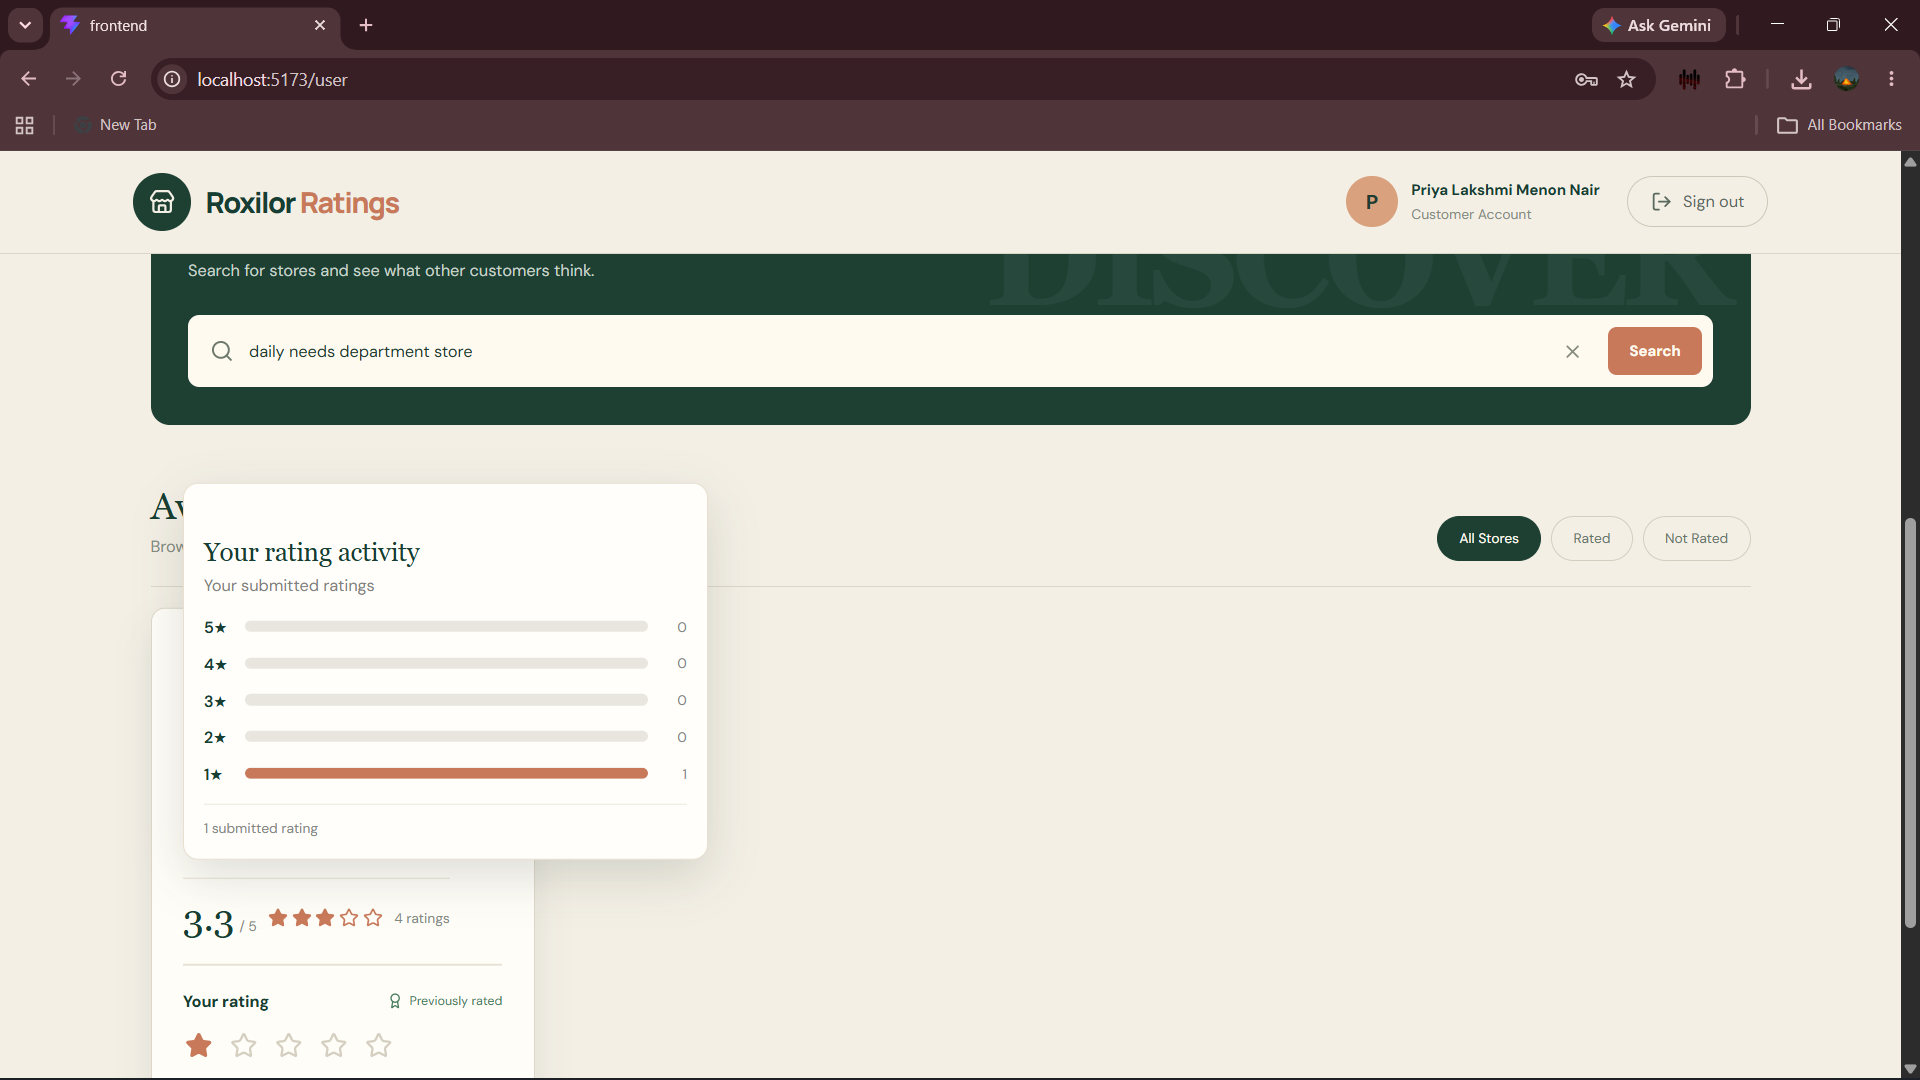 frontend
Ask Gemini
localhost:5173/user
New Tab
All Bookmarks
Roxilor Ratings
P
Priya Lakshmi Menon Nair
Customer Account
Sign out
DISCOVER
Search for stores and see what other customers think.
daily needs department store
Search
Av
Brow
All Stores
Rated
Not Rated
Your rating activity
Your submitted ratings
5★ 0
4★ 0
3★ 0
2★ 0
1★ 1
1 submitted rating
3.3 / 5 4 ratings
Your rating
Previously rated